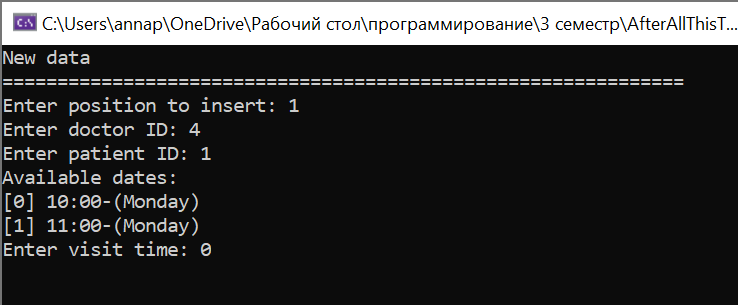 C:\Users\annap\OneDrive\Рабочий стол\программирование\3 семестр\AfterAllThisT...
New data
==============================================================
Enter position to insert: 1
Enter doctor ID: 4
Enter patient ID: 1
Available dates:
[0] 10:00-(Monday)
[1] 11:00-(Monday)
Enter visit time: 0